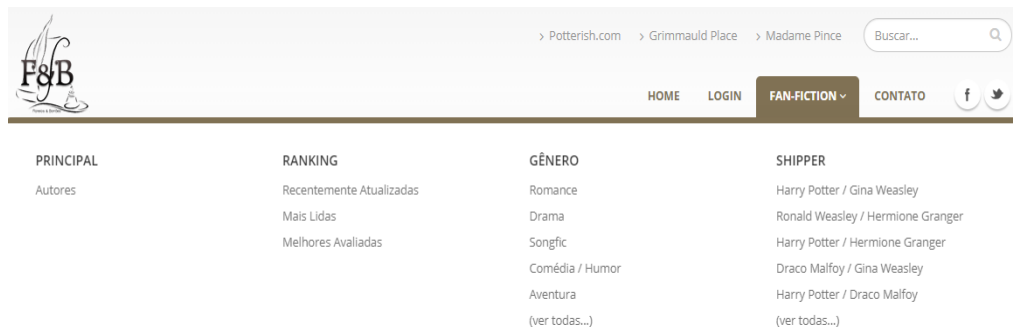 > Potterish.com > Grimmauld Place > Madame Pince Buscar...
F&B
HOME LOGIN FAN-FICTION CONTATO
PRINCIPAL
Autores
RANKING
Recentemente Atualizadas
Mais Lidas
Melhores Avaliadas
GÊNERO
Romance
Drama
Songfic
Comédia / Humor
Aventura
(ver todas...)
SHIPPER
Harry Potter / Gina Weasley
Ronald Weasley / Hermione Granger
Harry Potter / Hermione Granger
Draco Malfoy / Gina Weasley
Harry Potter / Draco Malfoy
(ver todas...)